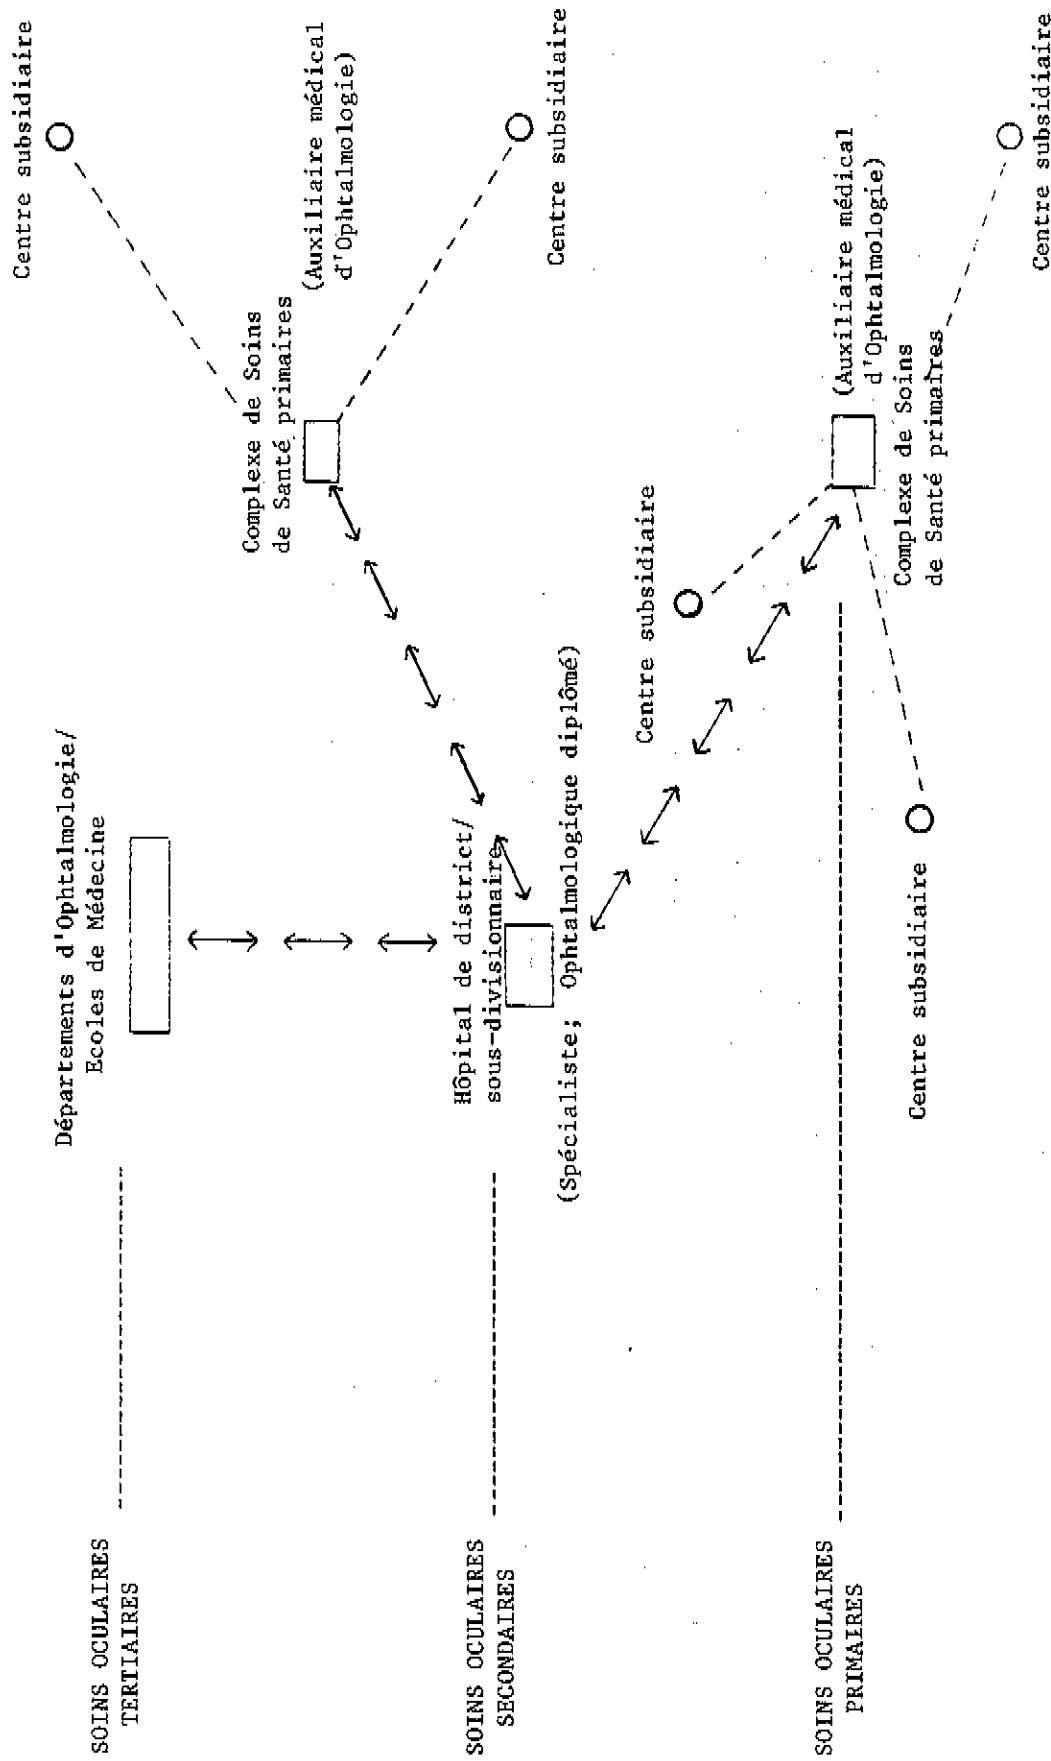 SOINS OCULAIRES
TERTIAIRES
Départements d'Ophtalmologie/
Ecoles de Médecine
Centre subsidiaire
Complexe de Soins
de Santé primaires
(Auxiliaire médical
d'Ophtalmologie)
Centre subsidiaire
SOINS OCULAIRES
SECONDAIRES
Hôpital de district/
sous-divisionnaire
(Spécialiste; Ophtalmologique diplômé)
Centre subsidiaire
SOINS OCULAIRES
PRIMAIRES
(Auxiliaire médical
d'Ophtalmologie)
Complexe de Soins
de Santé primaires
Centre subsidiaire
Centre subsidiaire